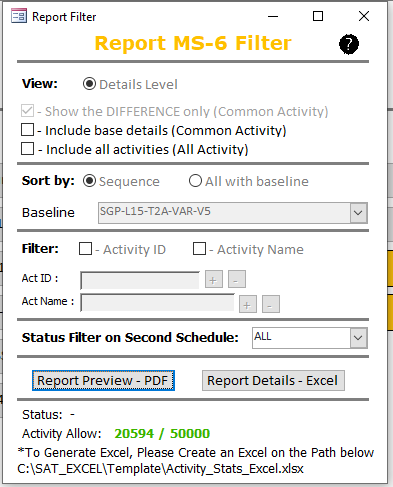 Report Filter
Report MS-6 Filter ?
View: Details Level
- Show the DIFFERENCE only (Common Activity)
- Include base details (Common Activity)
- Include all activities (All Activity)
Sort by: Sequence All with baseline
Baseline SGP-L15-T2A-VAR-V5
Filter: - Activity ID - Activity Name
Act ID : + -
Act Name : + -
Status Filter on Second Schedule: ALL
Report Preview - PDF Report Details - Excel
Status: -
Activity Allow: 20594 / 50000
*To Generate Excel, Please Create an Excel on the Path below
C:\SAT_EXCEL\Template\Activity_Stats_Excel.xlsx